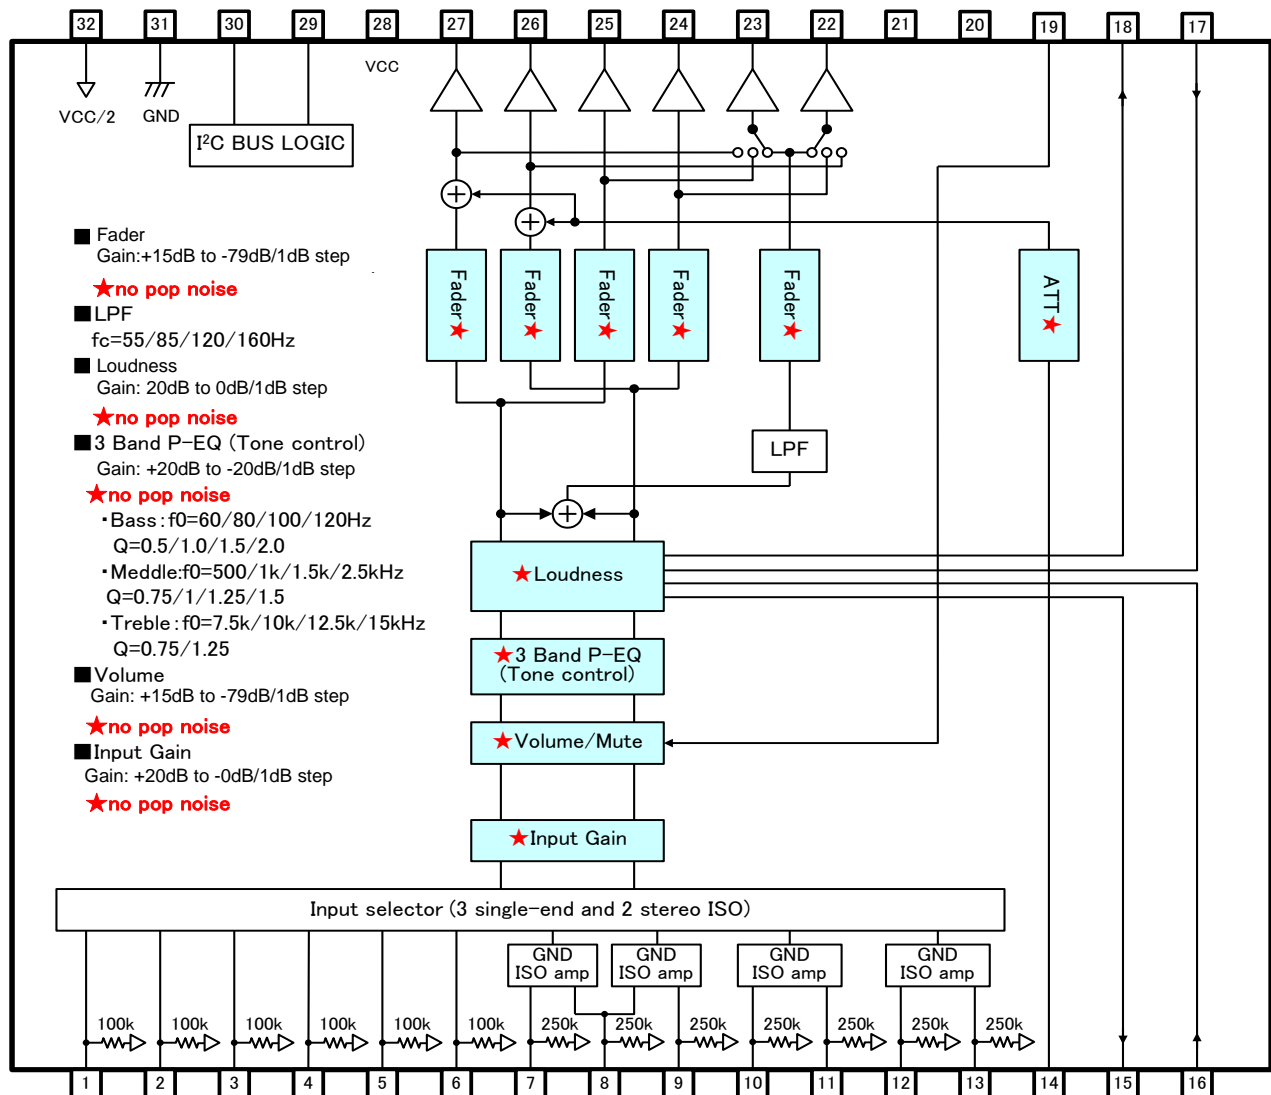 32 31 30 29 28 27 26 25 24 23 22 21 20 19 18 17
VCC
VCC/2 GND
I²C BUS LOGIC
■ Fader
Gain:+15dB to -79dB/1dB step
★no pop noise
■ LPF
fc=55/85/120/160Hz
■ Loudness
Gain: 20dB to 0dB/1dB step
★no pop noise
■ 3 Band P-EQ (Tone control)
Gain: +20dB to -20dB/1dB step
★no pop noise
・Bass:f0=60/80/100/120Hz
Q=0.5/1.0/1.5/2.0
・Meddle:f0=500/1k/1.5k/2.5kHz
Q=0.75/1/1.25/1.5
・Treble:f0=7.5k/10k/12.5k/15kHz
Q=0.75/1.25
■ Volume
Gain: +15dB to -79dB/1dB step
★no pop noise
■ Input Gain
Gain: +20dB to -0dB/1dB step
★no pop noise
Fader★ Fader★ Fader★ Fader★ Fader★ ATT★
LPF
★Loudness
★3 Band P-EQ
(Tone control)
★Volume/Mute
★Input Gain
Input selector (3 single-end and 2 stereo ISO)
GND GND GND GND
ISO amp ISO amp ISO amp ISO amp
100k 100k 100k 100k 100k 100k 250k 250k 250k 250k 250k 250k 250k
1 2 3 4 5 6 7 8 9 10 11 12 13 14 15 16